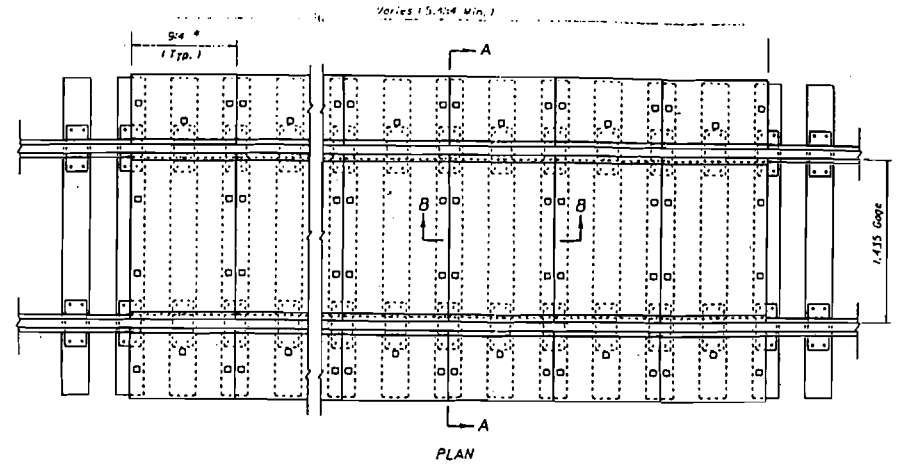 Varies (5.484 Min.)
914 *
(Typ.)
A
B
B
1.435 Gage
A
PLAN